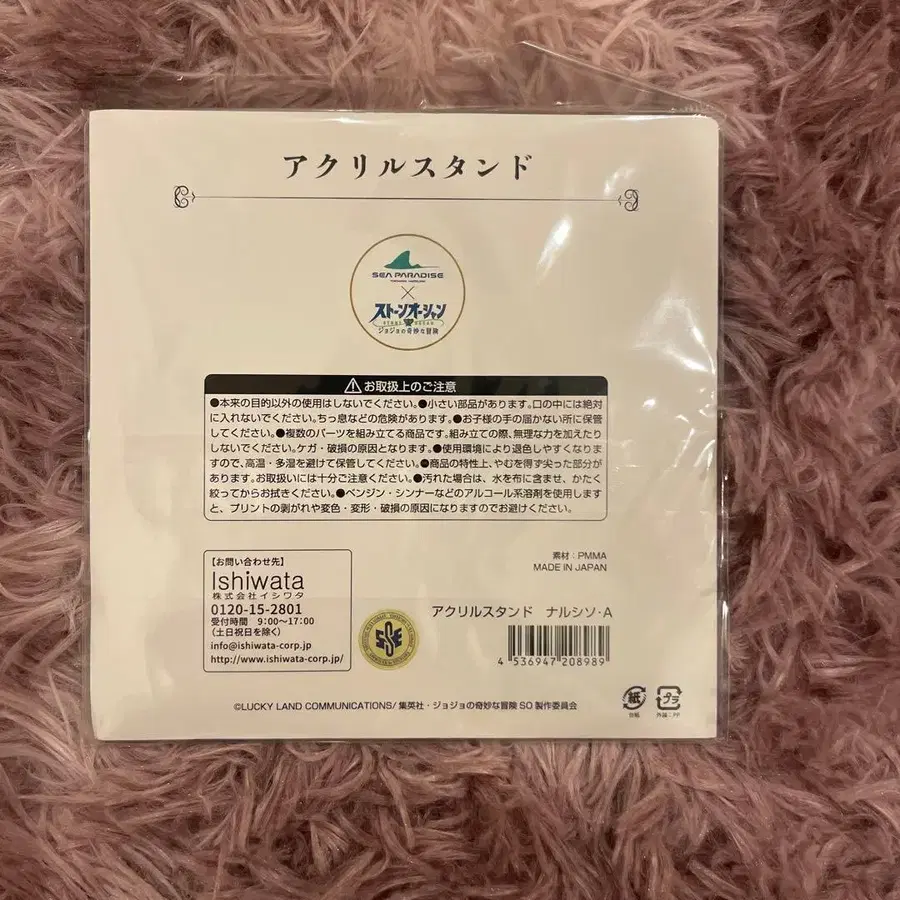 アクリルスタンド
SEA PARADISE
×
ストーンオーシャン
STONE OCEAN
ジョジョの奇妙な冒険
お取扱上のご注意
●本来の目的以外の使用はしないでください。●小さい部品があります。口の中には絶対
に入れないでください。ちっ息などの危険があります。●お子様の手の届かない所に保管
してください。●複数のパーツを組み立てる商品です。組み立ての際、無理な力を加えたり
しないでください。ケガ・破損の原因となります。●使用環境により退色しやすくなりま
すので、高温・多湿を避けて保管してください。●商品の特性上、やむを得ず尖った部分が
あります。お取扱いには十分ご注意ください。●汚れた場合は、水を布に含ませ、かたく
絞ってからお拭きください。●ベンジン・シンナーなどのアルコール系溶剤を使用します
と、プリントの剥がれや変色・変形・破損の原因になりますのでお避けください。
素材：PMMA
MADE IN JAPAN
【お問い合わせ先】
Ishiwata
株式会社イシワタ
0120-15-2801
受付時間 9:00～17:00
(土日祝日を除く)
info@ishiwata-corp.jp
http://www.ishiwata-corp.jp/
SSE
アクリルスタンド ナルシソ・A
4 536947 208989
紙
台紙
プラ
外装：PP
©LUCKY LAND COMMUNICATIONS/ 集英社・ジョジョの奇妙な冒険 SO 製作委員会